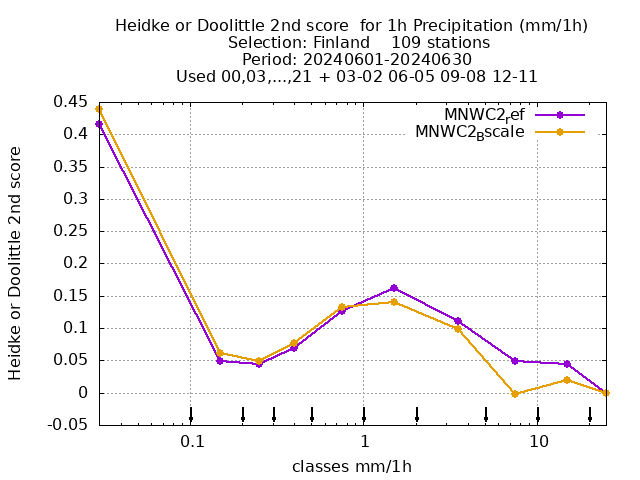 Heidke or Doolittle 2nd score  for 1h Precipitation (mm/1h)
Selection: Finland    109 stations
Period: 20240601-20240630
Used 00,03,...,21 + 03-02 06-05 09-08 12-11
MNWC2ref
MNWC2Bscale
Heidke or Doolittle 2nd score
0.45
0.4
0.35
0.3
0.25
0.2
0.15
0.1
0.05
0
-0.05
0.1 1 10
classes mm/1h